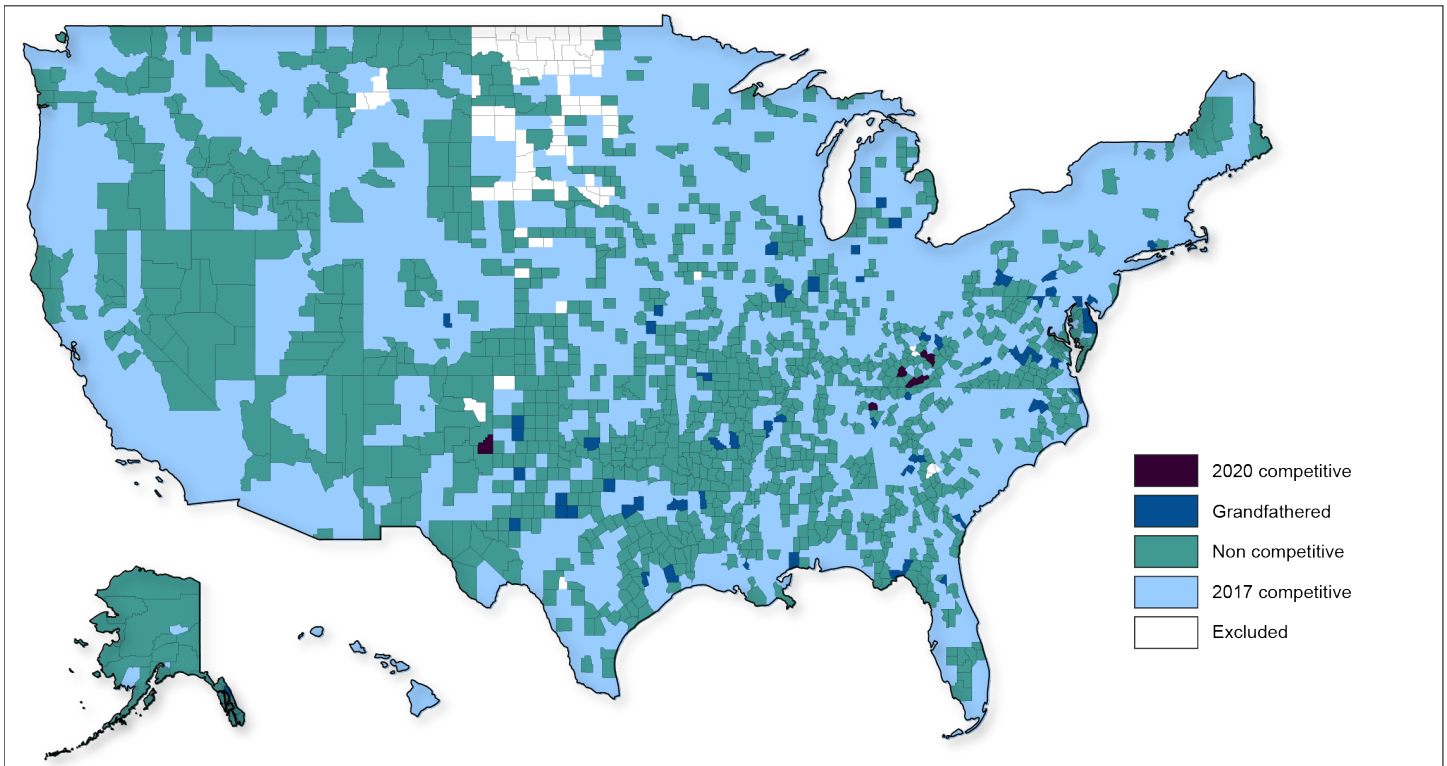 2020 competitive
Grandfathered
Non competitive
2017 competitive
Excluded